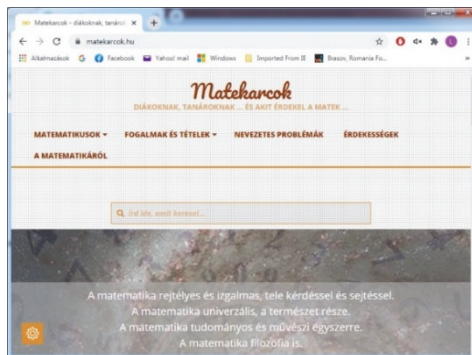 Matekarcok - diákoknak, tanárol
matekarcok.hu
Alkalmazások G Facebook Yahoo! mail Windows Imported From IE Brasov, Romania Fo...
Matekarcok
DIÁKOKNAK, TANÁROKNAK ... ÉS AKIT ÉRDEKEL A MATEK ...
MATEMATIKUSOK FOGALMAK ÉS TÉTELEK NEVEZETES PROBLÉMÁK ÉRDEKESSÉGEK
A MATEMATIKÁRÓL
Írd ide, amit keresel...
A matematika rejtélyes és izgalmas, tele kérdéssel és sejtéssel.
A matematika univerzális, a természet része.
A matematika tudományos és művészi egyszerre.
A matematika filozófia is.